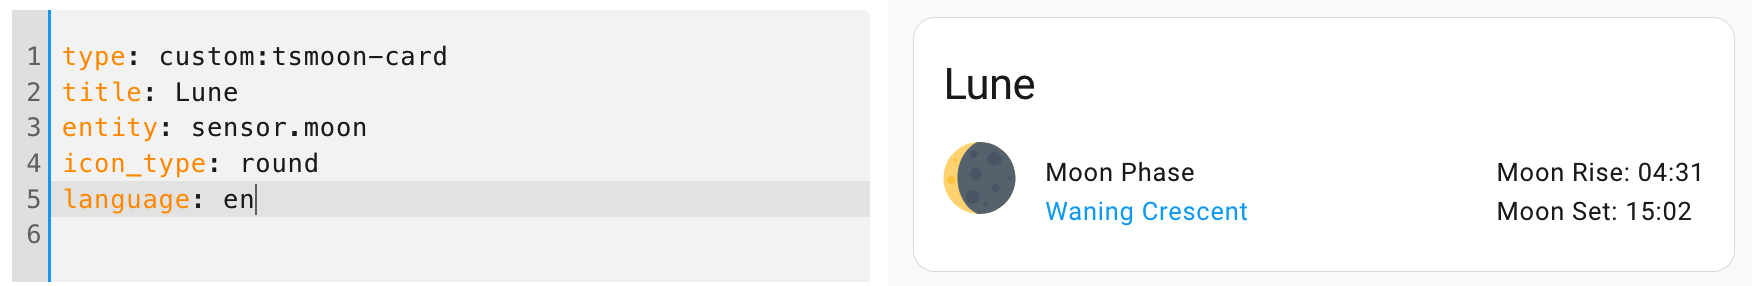 1 type: custom:tsmoon-card
2 title: Lune
3 entity: sensor.moon
4 icon_type: round
5 language: en
6
Lune
Moon Phase
Waning Crescent
Moon Rise: 04:31
Moon Set: 15:02